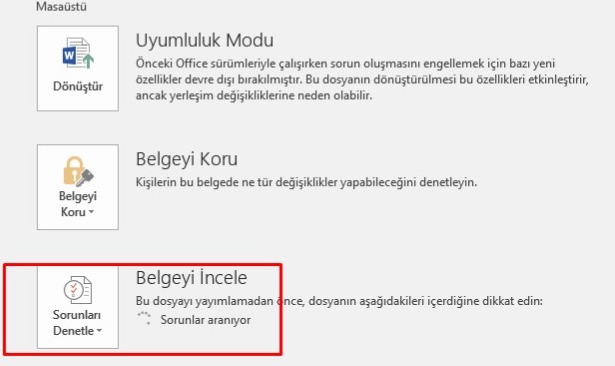 Masaüstü
Uyumluluk Modu
Önceki Office sürümleriyle çalışırken sorun oluşmasını engellemek için bazı yeni
özellikler devre dışı bırakılmıştır. Bu dosyanın dönüştürülmesi bu özellikleri etkinleştirir,
ancak yerleşim değişikliklerine neden olabilir.
Dönüştür
Belgeyi Koru
Kişilerin bu belgede ne tür değişiklikler yapabileceğini denetleyin.
Belgeyi
Koru
Belgeyi İncele
Bu dosyayı yayımlamadan önce, dosyanın aşağıdakileri içerdiğine dikkat edin:
Sorunlar aranıyor
Sorunları
Denetle